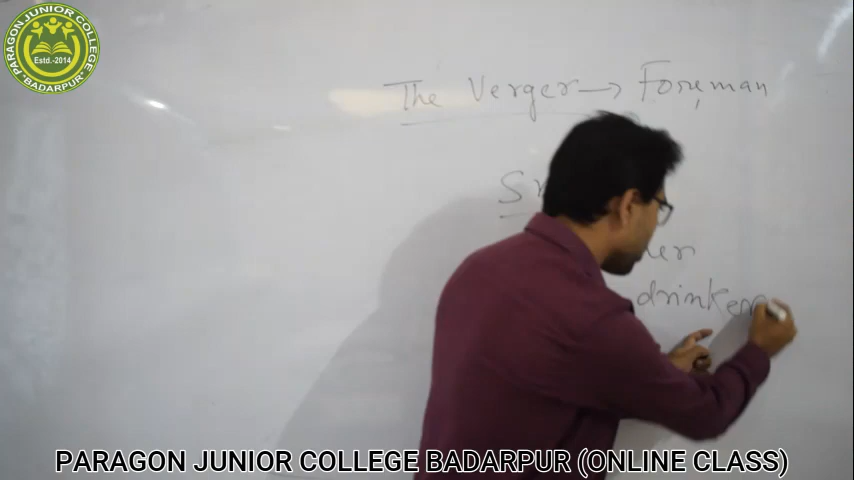 PARAGON JUNIOR COLLEGE
Estd.-2014
"BADARPUR"
The Verger → Foreman
drinker
PARAGON JUNIOR COLLEGE BADARPUR (ONLINE CLASS)